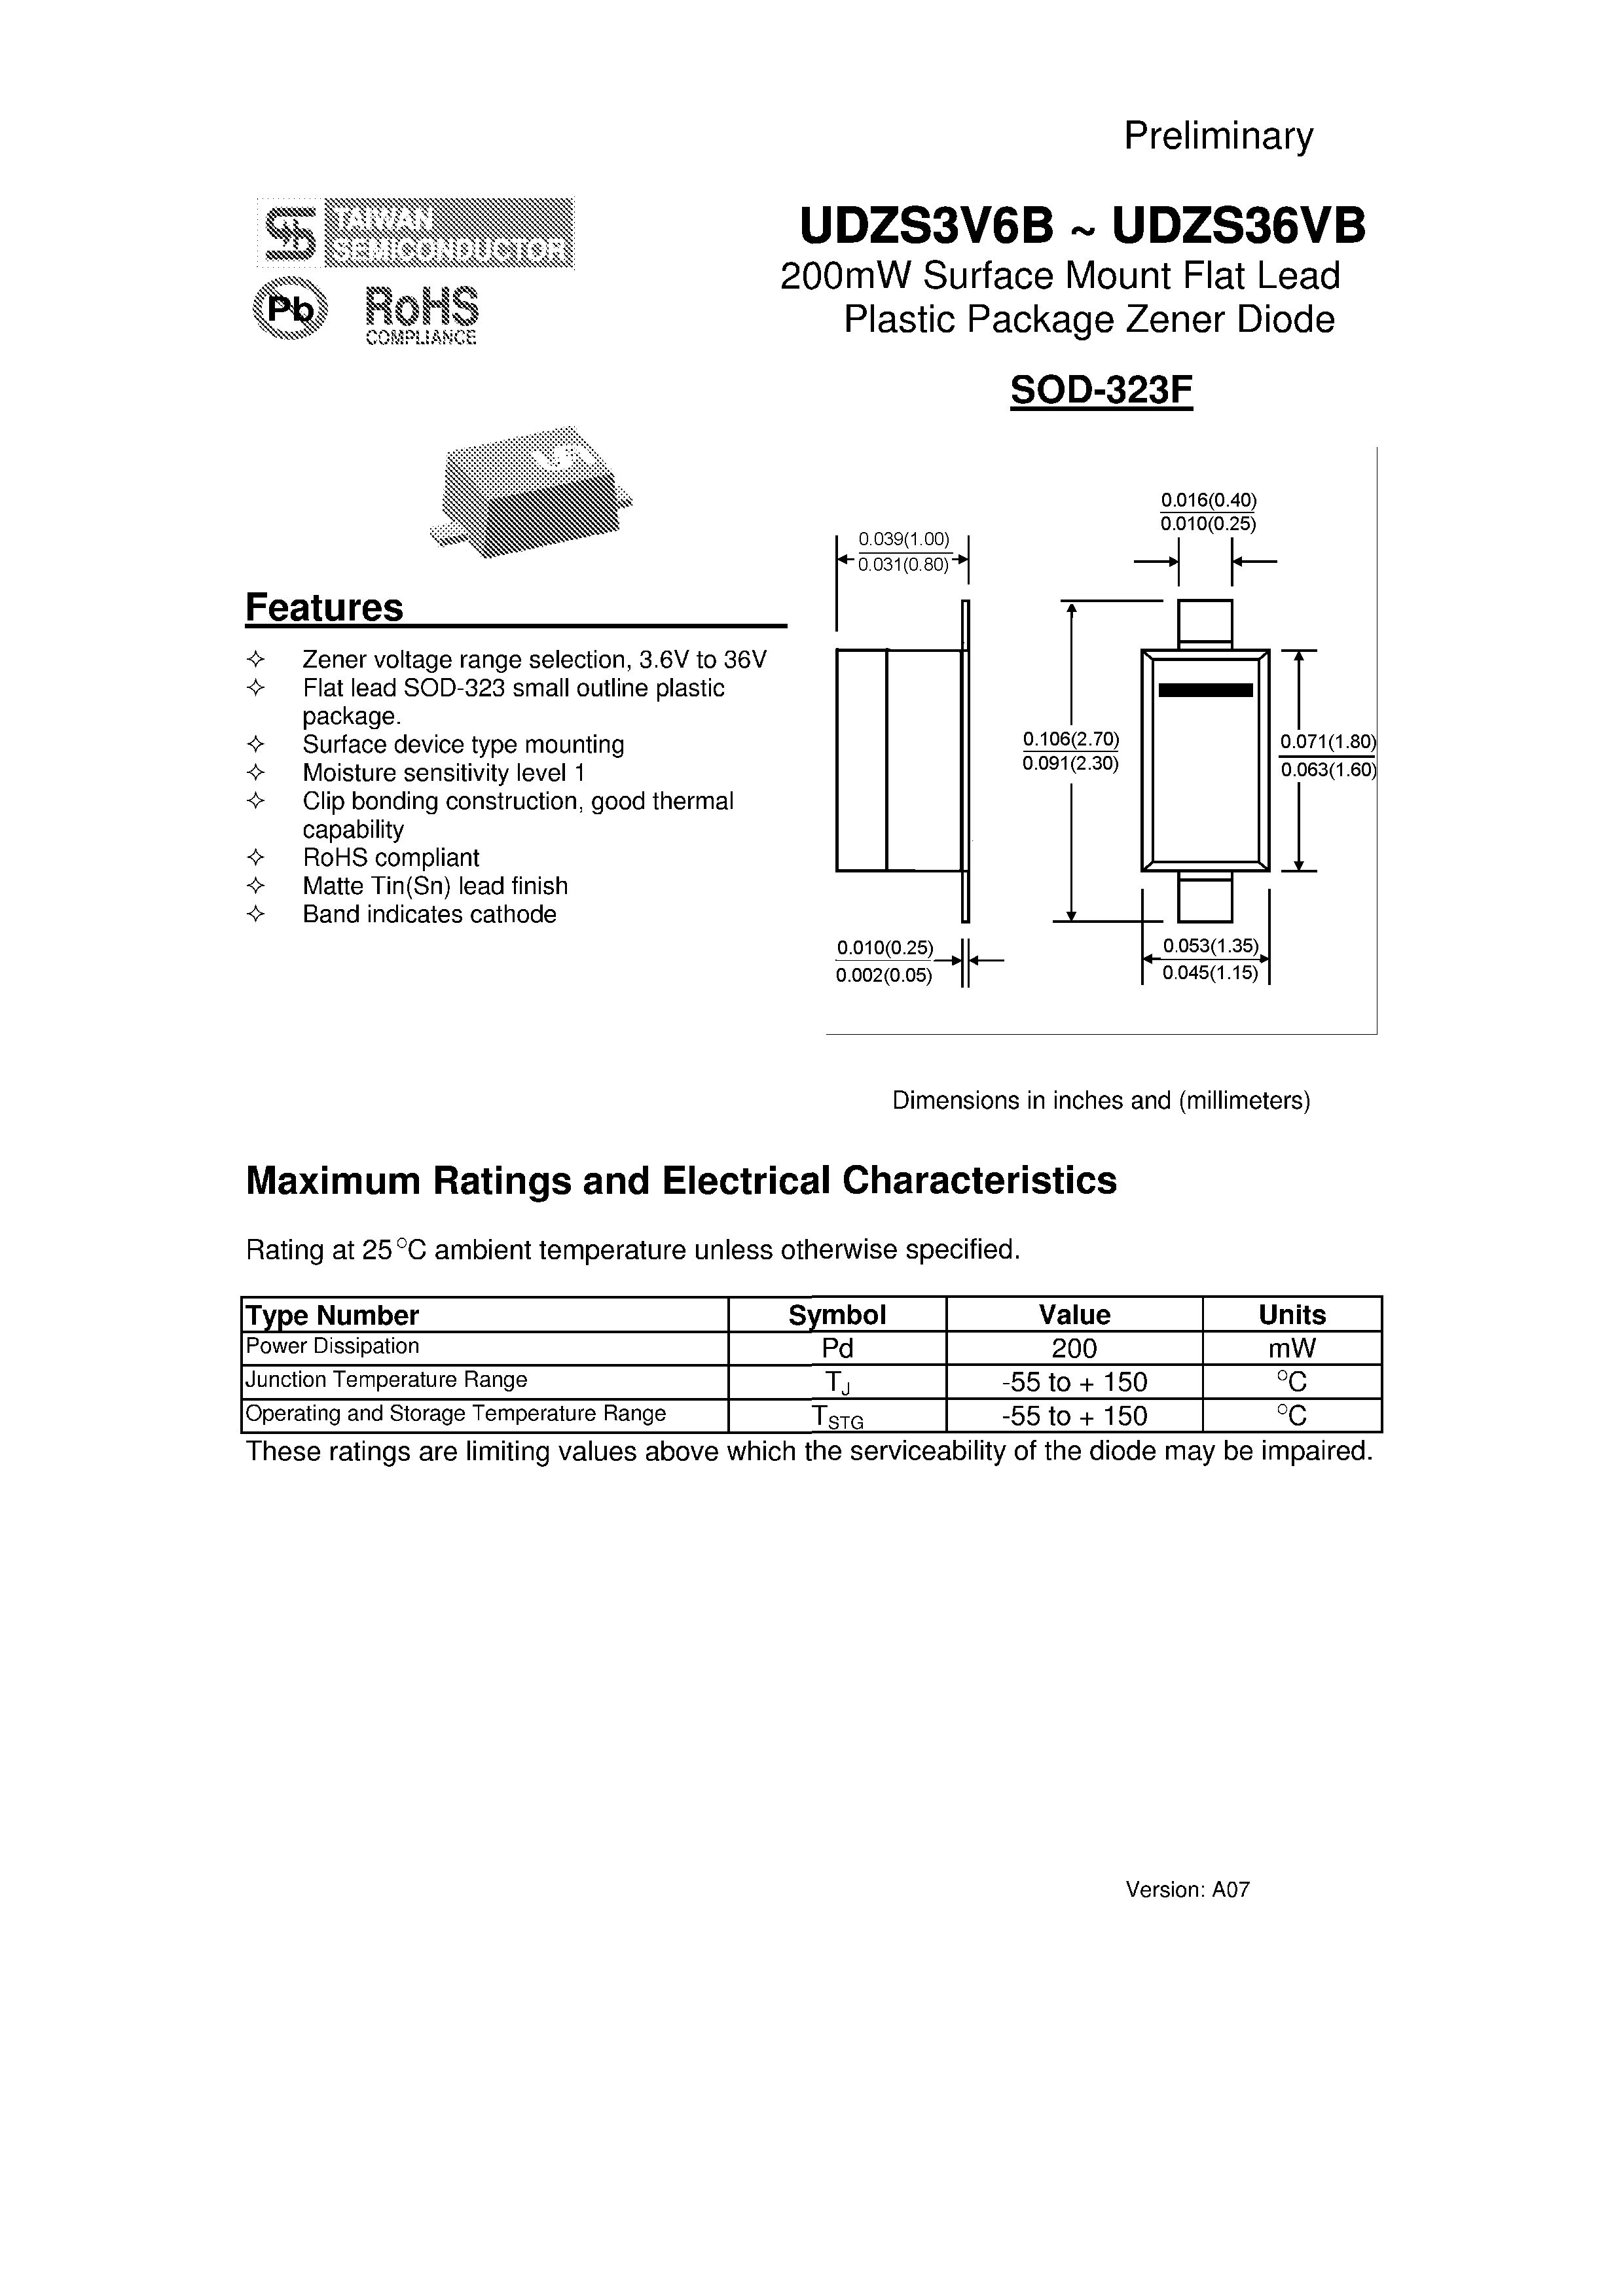 Preliminary
TAIWAN
SEMICONDUCTOR
Pb
RoHS
COMPLIANCE
UDZS3V6B ~ UDZS36VB
200mW Surface Mount Flat Lead
Plastic Package Zener Diode
SOD-323F
Features
Zener voltage range selection, 3.6V to 36V
Flat lead SOD-323 small outline plastic
package.
Surface device type mounting
Moisture sensitivity level 1
Clip bonding construction, good thermal
capability
RoHS compliant
Matte Tin(Sn) lead finish
Band indicates cathode
0.016(0.40)
0.010(0.25)
0.039(1.00)
0.031(0.80)
0.106(2.70)
0.091(2.30)
0.071(1.80)
0.063(1.60)
0.010(0.25)
0.002(0.05)
0.053(1.35)
0.045(1.15)
Dimensions in inches and (millimeters)
Maximum Ratings and Electrical Characteristics
Rating at 25°C ambient temperature unless otherwise specified.
Type Number Symbol Value Units
Power Dissipation Pd 200 mW
Junction Temperature Range TJ -55 to + 150 °C
Operating and Storage Temperature Range TSTG -55 to + 150 °C
These ratings are limiting values above which the serviceability of the diode may be impaired.
Version: A07